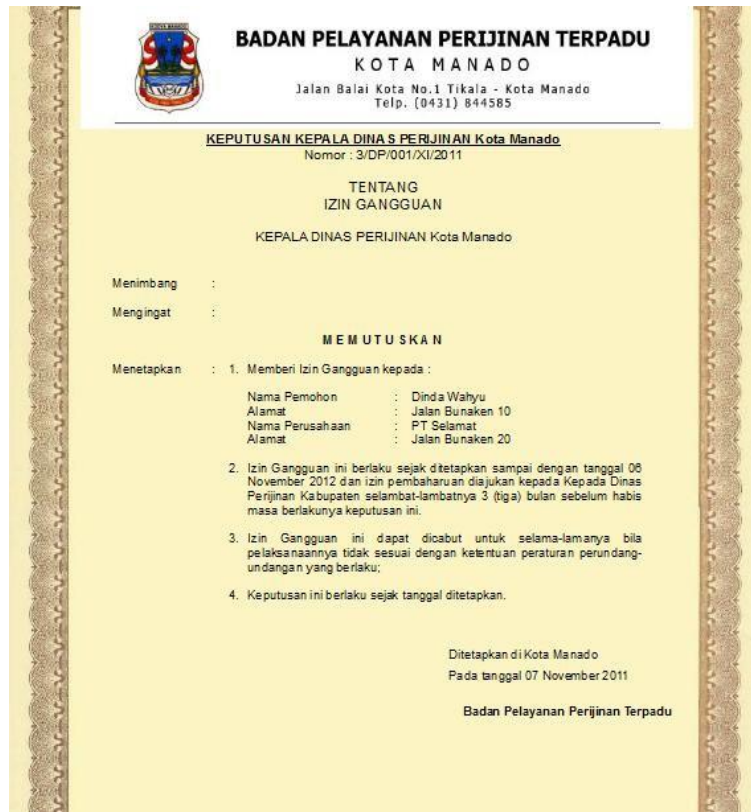 BADAN PELAYANAN PERIJINAN TERPADU
KOTA MANADO
Jalan Balai Kota No.1 Tikala - Kota Manado
Telp. (0431) 844585
KEPUTUSAN KEPALA DINAS PERIJINAN Kota Manado
Nomor : 3/DP/001/XI/2011
TENTANG
IZIN GANGGUAN
KEPALA DINAS PERIJINAN Kota Manado
Menimbang :
Mengingat :
MEMUTUSKAN
Menetapkan : 1. Memberi Izin Gangguan kepada :
Nama Pemohon : Dinda Wahyu
Alamat : Jalan Bunaken 10
Nama Perusahaan : PT Selamat
Alamat : Jalan Bunaken 20
2. Izin Gangguan ini berlaku sejak ditetapkan sampai dengan tanggal 06
November 2012 dan izin pembaharuan diajukan kepada Kepada Dinas
Perijinan Kabupaten selambat-lambatnya 3 (tiga) bulan sebelum habis
masa berlakunya keputusan ini.
3. Izin Gangguan ini dapat dicabut untuk selama-lamanya bila
pelaksanaannya tidak sesuai dengan ketentuan peraturan perundang-
undangan yang berlaku;
4. Keputusan ini berlaku sejak tanggal ditetapkan.
Ditetapkan di Kota Manado
Pada tanggal 07 November 2011
Badan Pelayanan Perijinan Terpadu